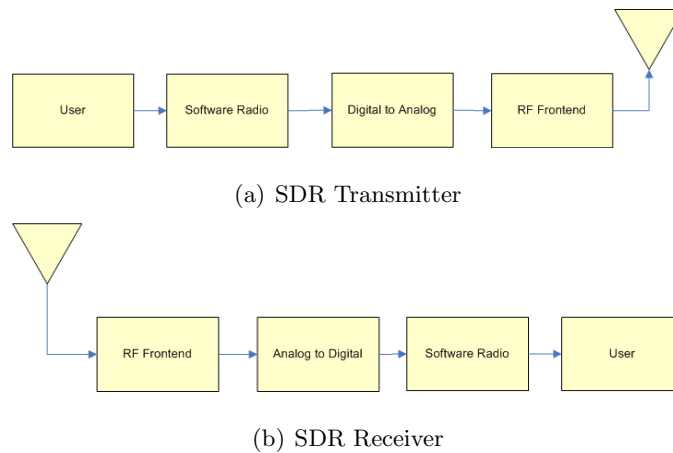 User Software Radio Digital to Analog RF Frontend
(a) SDR Transmitter
RF Frontend Analog to Digital Software Radio User
(b) SDR Receiver